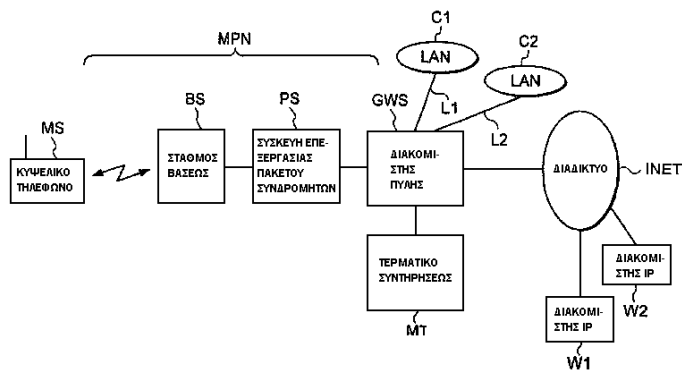 C1
MPN
LAN
C2
LAN
L1
L2
BS
PS
GWS
MS
ΚΥΨΕΛΙΚΟ
ΤΗΛΕΦΩΝΟ
ΣΤΑΘΜΟΣ
ΒΑΣΕΩΣ
ΣΥΣΚΕΥΗ ΕΠΕ-
ΞΕΡΓΑΣΙΑΣ
ΠΑΚΕΤΟΥ
ΣΥΝΔΡΟΜΗΤΩΝ
ΔΙΑΚΟΜΙ-
ΣΤΗΣ
ΠΥΛΗΣ
ΔΙΑΔΙΚΤΥΟ
INET
ΤΕΡΜΑΤΙΚΟ
ΣΥΝΤΗΡΗΣΕΩΣ
MT
ΔΙΑΚΟΜΙ-
ΣΤΗΣ IP
W2
ΔΙΑΚΟΜΙ-
ΣΤΗΣ IP
W1